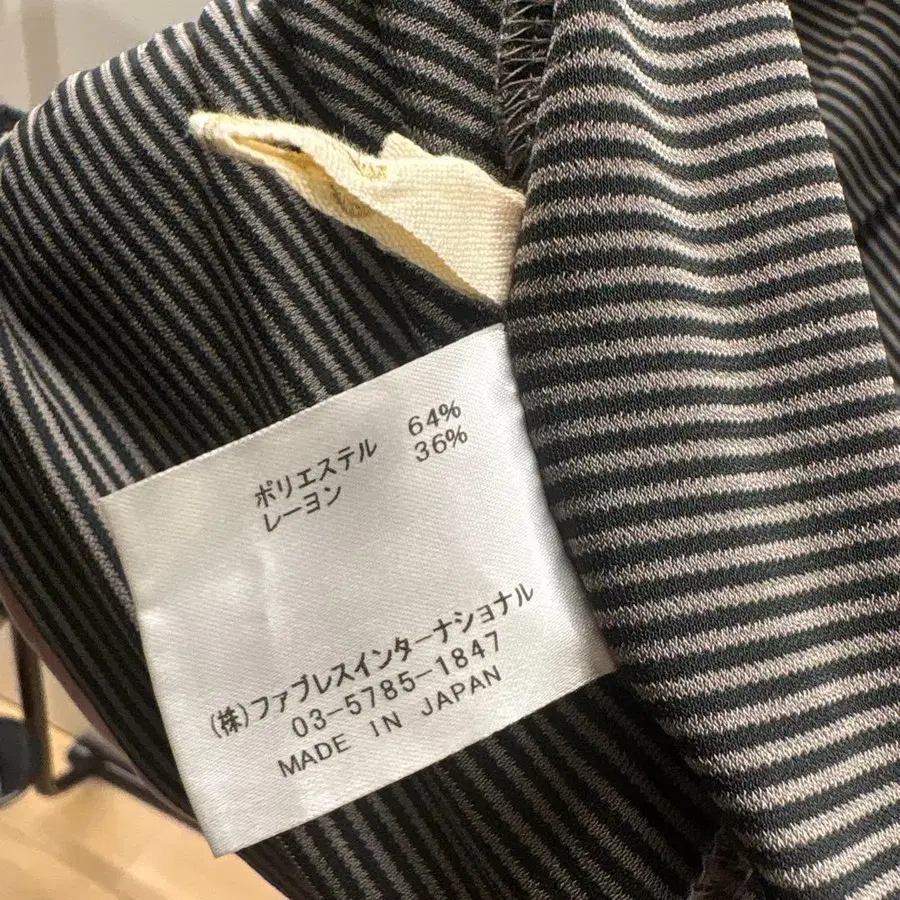 ポリエステル 64%
レーヨン 36%
(株)ファブレスインターナショナル
03-5785-1847
MADE IN JAPAN